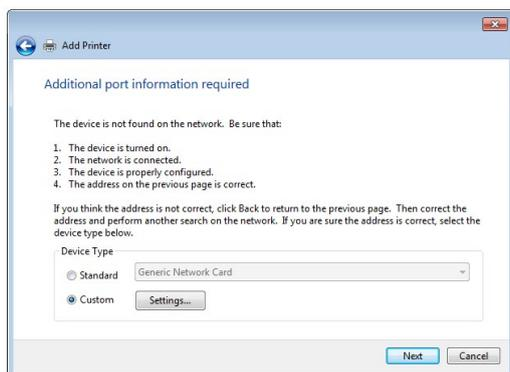 Add Printer
Additional port information required
The device is not found on the network. Be sure that:
1. The device is turned on.
2. The network is connected.
3. The device is properly configured.
4. The address on the previous page is correct.
If you think the address is not correct, click Back to return to the previous page. Then correct the
address and perform another search on the network. If you are sure the address is correct, select the
device type below.
Device Type
Standard Generic Network Card
Custom Settings...
Next Cancel